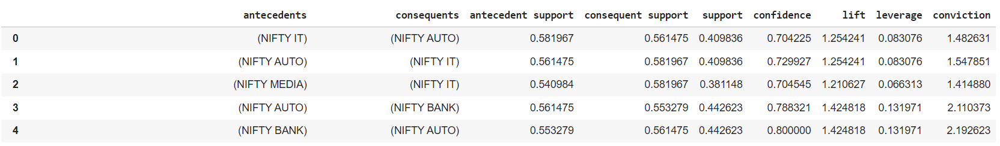 antecedents consequents antecedent support consequent support support confidence lift leverage conviction
0 (NIFTY IT) (NIFTY AUTO) 0.581967 0.561475 0.409836 0.704225 1.254241 0.083076 1.482631
1 (NIFTY AUTO) (NIFTY IT) 0.561475 0.581967 0.409836 0.729927 1.254241 0.083076 1.547851
2 (NIFTY MEDIA) (NIFTY IT) 0.540984 0.581967 0.381148 0.704545 1.210627 0.066313 1.414880
3 (NIFTY AUTO) (NIFTY BANK) 0.561475 0.553279 0.442623 0.788321 1.424818 0.131971 2.110373
4 (NIFTY BANK) (NIFTY AUTO) 0.553279 0.561475 0.442623 0.800000 1.424818 0.131971 2.192623